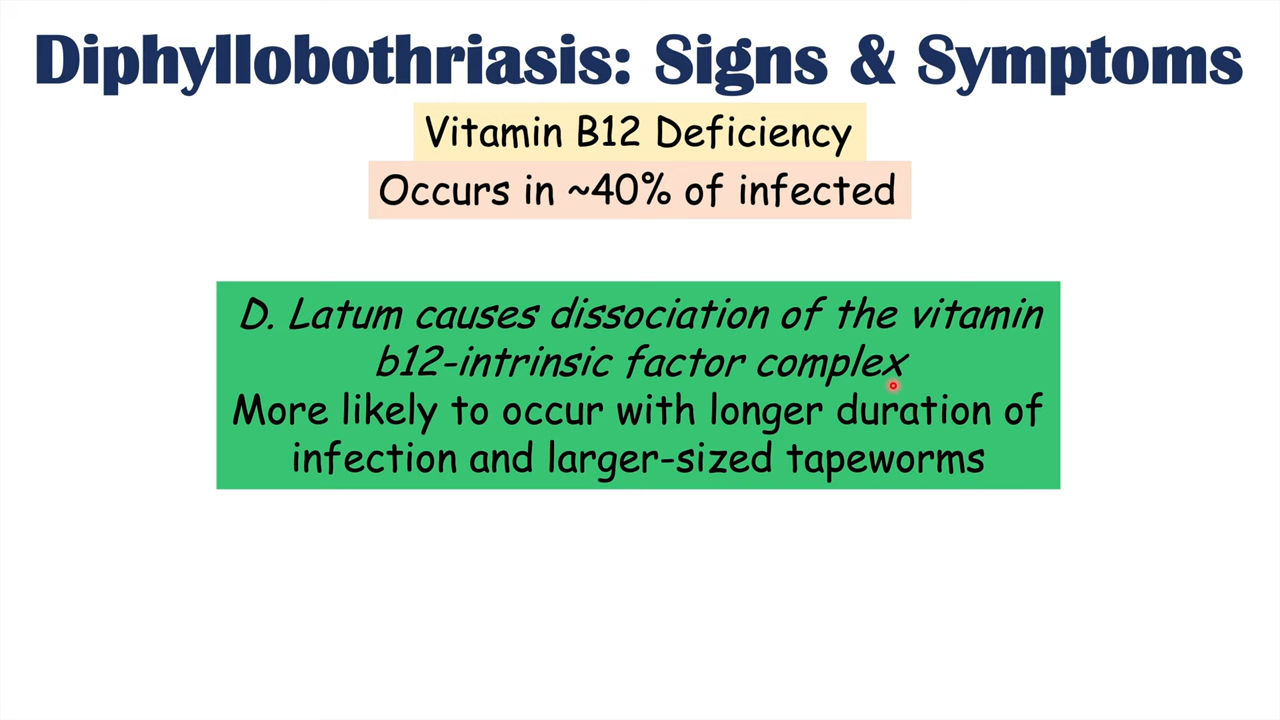 Diphyllobothriasis: Signs & Symptoms
Vitamin B12 Deficiency
Occurs in ~40% of infected
D. Latum causes dissociation of the vitamin
b12-intrinsic factor complex
More likely to occur with longer duration of
infection and larger-sized tapeworms